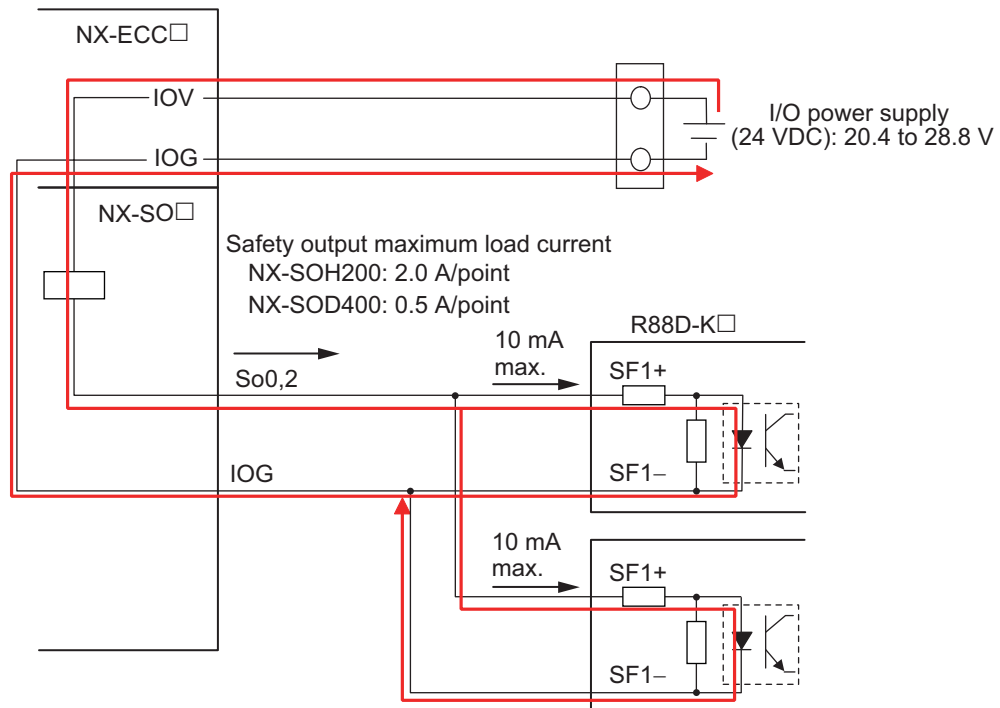 NX-ECC□
IOV
I/O power supply
(24 VDC): 20.4 to 28.8 V
IOG
NX-SO□
Safety output maximum load current
NX-SOH200: 2.0 A/point
NX-SOD400: 0.5 A/point
R88D-K□
10 mA
max.
SF1+
So0,2
IOG
SF1–
10 mA
max.
SF1+
SF1–